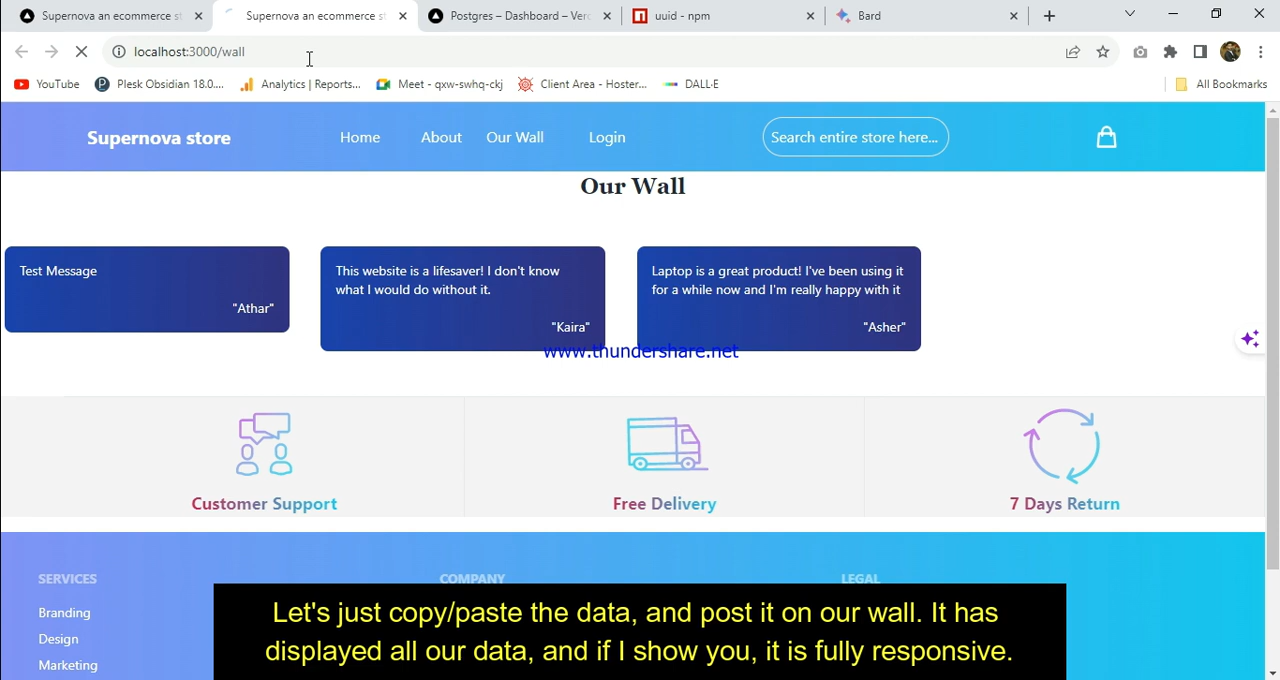 Supernova an ecommerce st
Supernova an ecommerce st
Postgres – Dashboard – Verc
uuid - npm
Bard
localhost:3000/wall
YouTube
Plesk Obsidian 18.0....
Analytics | Reports...
Meet - qxw-swhq-ckj
Client Area - Hoster...
DALL·E
All Bookmarks
Supernova store
Home
About
Our Wall
Login
Search entire store here...
Our Wall
Test Message
"Athar"
This website is a lifesaver! I don't know
what I would do without it.
"Kaira"
Laptop is a great product! I've been using it
for a while now and I'm really happy with it
"Asher"
www.thundershare.net
Customer Support
Free Delivery
7 Days Return
SERVICES
COMPANY
LEGAL
Branding
Design
Marketing
Let's just copy/paste the data, and post it on our wall. It has
displayed all our data, and if I show you, it is fully responsive.